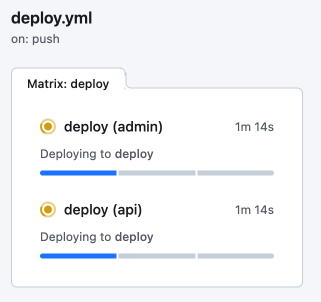 deploy.yml
on: push
Matrix: deploy
deploy (admin) 1m 14s
Deploying to deploy
deploy (api) 1m 14s
Deploying to deploy